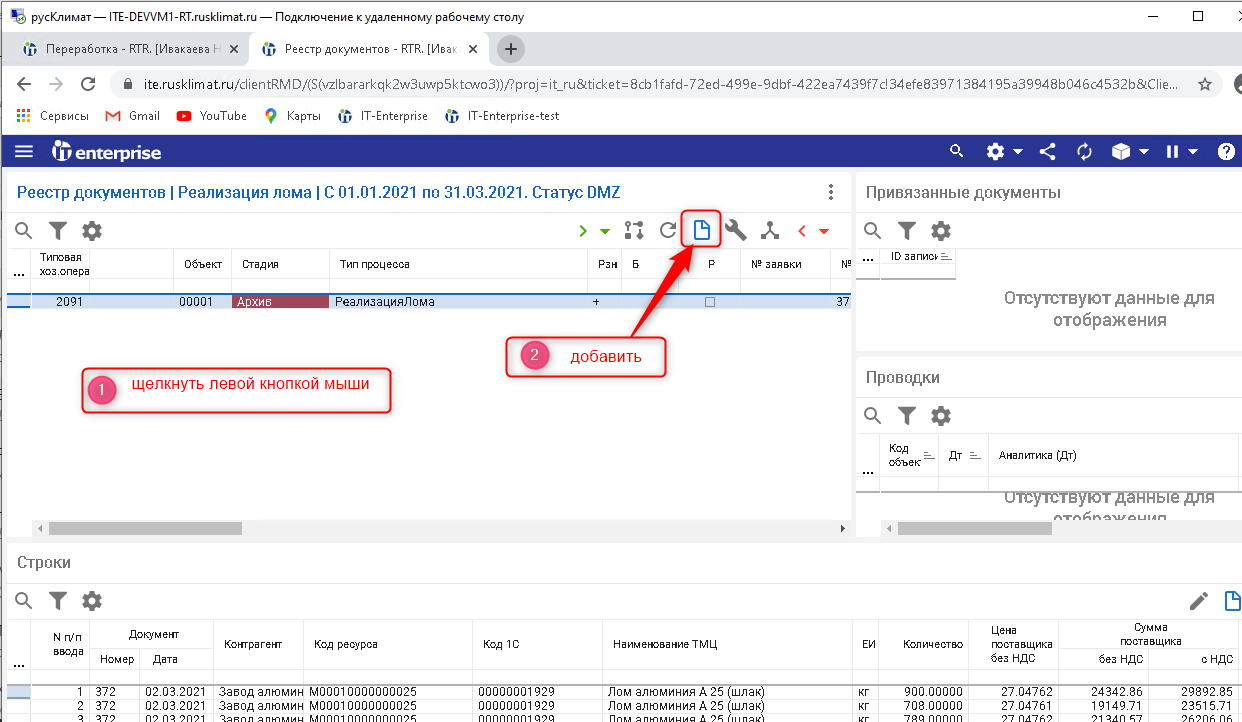 русКлимат — ITE-DEVVM1-RT.rusklimat.ru — Подключение к удаленному рабочему столу
Переработка - RTR. [Ивакаева Н
Реестр документов - RTR. [Ивак
ite.rusklimat.ru/clientRMD/(S(vzlbararkqk2w3uwp5ktcwo3))/?proj=it_ru&ticket=8cb1fafd-72ed-499e-9dbf-422ea7439f7cl34efe83971384195a39948b046c4532b&Clie...
Сервисы Gmail YouTube Карты IT-Enterprise IT-Enterprise-test
it enterprise
Реестр документов | Реализация лома | С 01.01.2021 по 31.03.2021. Статус DMZ
Привязанные документы
... Типовая хоз.опера Объект Стадия Тип процесса Рзн Б Р № заявки №
2091 00001 Архив РеализацияЛома + 37
... ID записи
Отсутствуют данные для
отображения
2 добавить
1 щелкнуть левой кнопкой мыши
Проводки
... Код объек Дт Аналитика (Дт)
Отсутствуют данные для
отображения
Строки
... N п/п ввода Документ Номер Дата Контрагент Код ресурса Код 1С Наименование ТМЦ ЕИ Количество Цена поставщика без НДС Сумма поставщика без НДС с НДС
1 372 02.03.2021 Завод алюмин М00010000000025 00000001929 Лом алюминия А 25 (шлак) кг 900.00000 27.04762 24342.86 29892.85
2 372 02.03.2021 Завод алюмин М00010000000025 00000001929 Лом алюминия А 25 (шлак) кг 708.00000 27.04762 19149.71 23515.71
3 372 02.03.2021 Завод алюмин М00010000000025 00000001929 Лом алюминия А 25 (шлак) кг 789.00000 27.04762 21340.57 26206.06